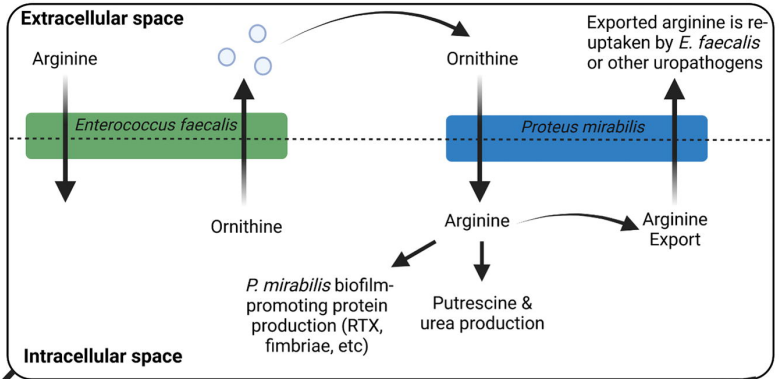 Extracellular space
Arginine
Ornithine
Exported arginine is re-
uptaken by E. faecalis
or other uropathogens
Enterococcus faecalis
Proteus mirabilis
Ornithine
Arginine
Arginine
Export
P. mirabilis biofilm-
promoting protein
production (RTX,
fimbriae, etc)
Putrescine &
urea production
Intracellular space